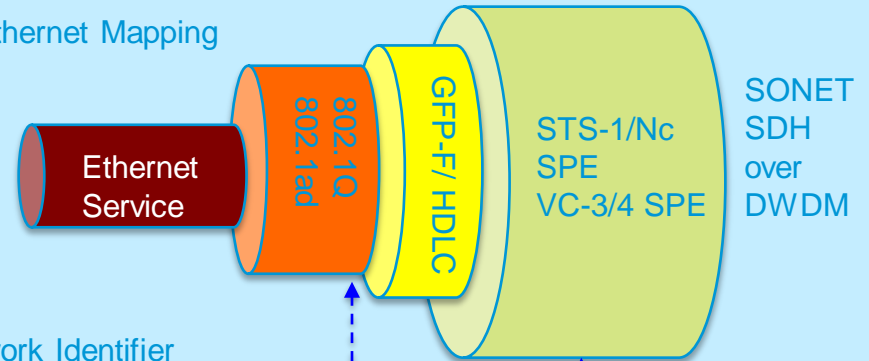 thernet Mapping
Ethernet
Service
802.1Q
802.1ad
GFP-F/ HDLC
STS-1/Nc
SPE
VC-3/4 SPE
SONET
SDH
over
DWDM
ork Identifier